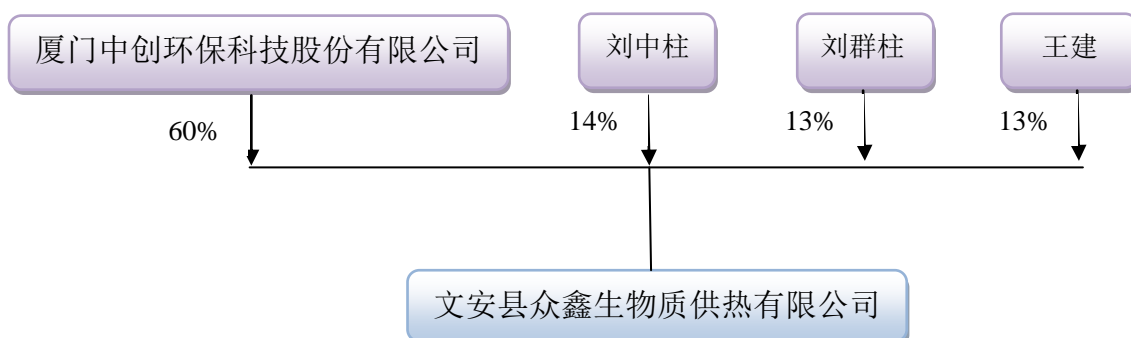 厦门中创环保科技股份有限公司
刘中柱
刘群柱
王建
60%
14%
13%
13%
文安县众鑫生物质供热有限公司